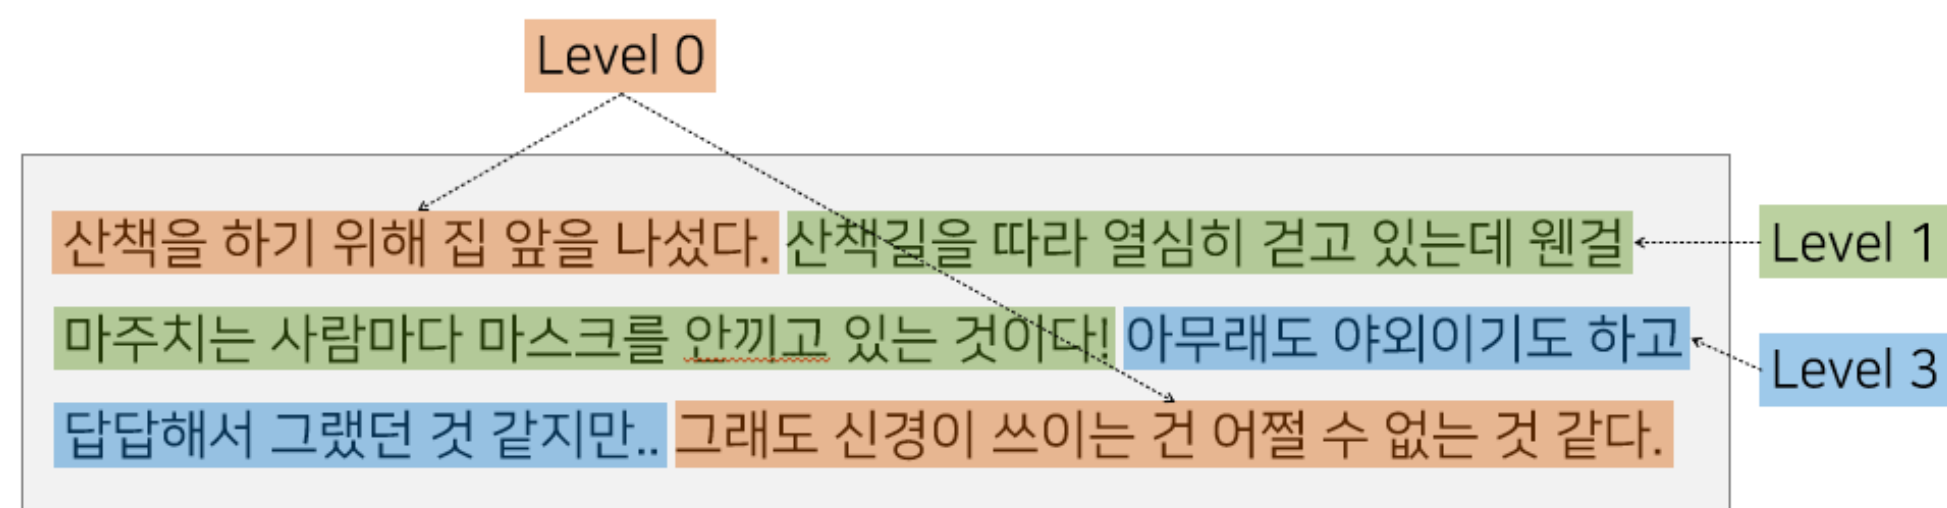 Level 0
산책을 하기 위해 집 앞을 나섰다. 산책길을 따라 열심히 걷고 있는데 웬걸
Level 1
마주치는 사람마다 마스크를 안끼고 있는 것이다! 아무래도 야외이기도 하고
Level 3
답답해서 그랬던 것 같지만.. 그래도 신경이 쓰이는 건 어쩔 수 없는 것 같다.